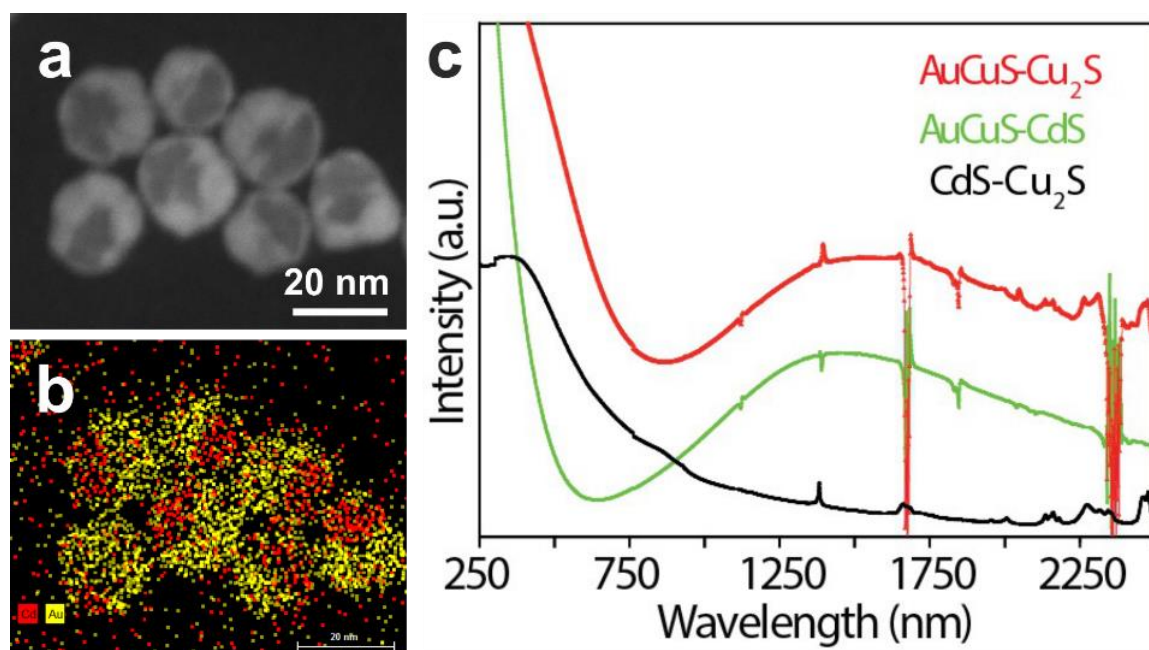 a
20 nm
b
Cd Au
20 nm
c
AuCuS-Cu₂S
AuCuS-CdS
CdS-Cu₂S
Intensity (a.u.)
250 750 1250 1750 2250
Wavelength (nm)